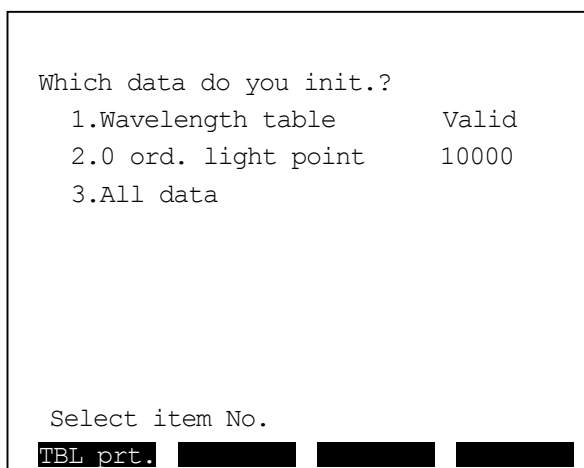 Which data do you init.?
1.Wavelength table Valid
2.0 ord. light point 10000
3.All data
Select item No.
TBL prt.